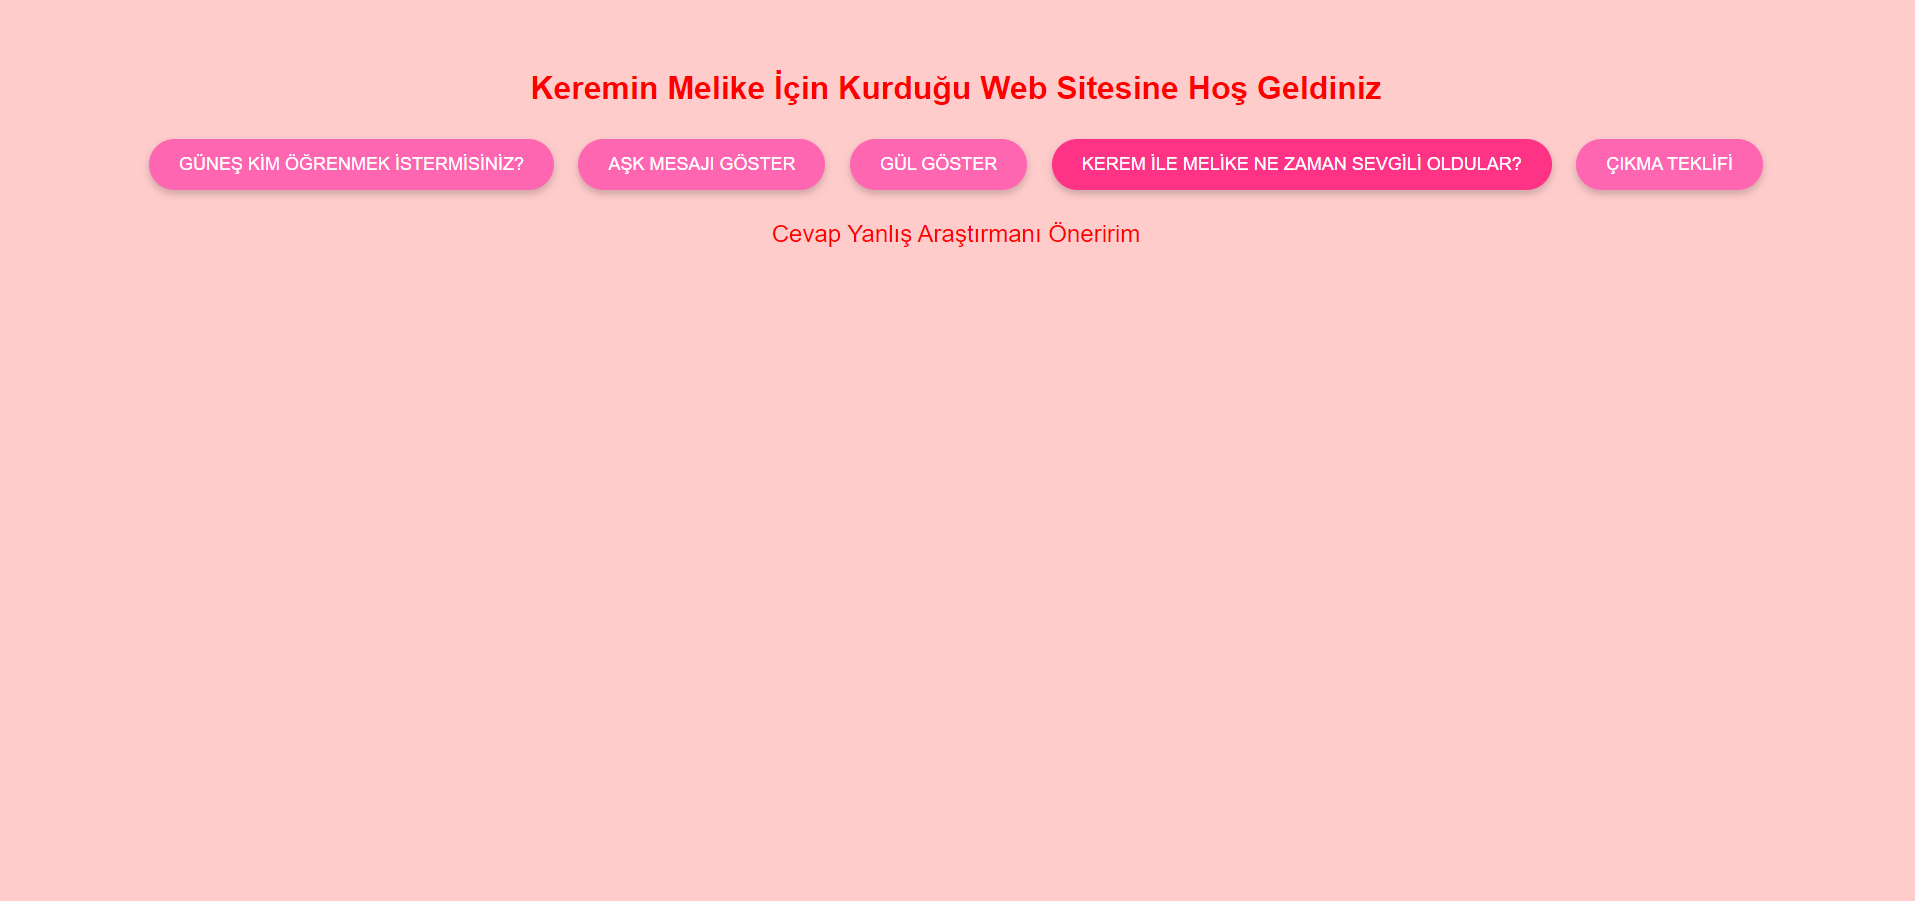 Keremin Melike İçin Kurduğu Web Sitesine Hoş Geldiniz
GÜNEŞ KİM ÖĞRENMEK İSTERMİSİNİZ? AŞK MESAJI GÖSTER GÜL GÖSTER KEREM İLE MELİKE NE ZAMAN SEVGİLİ OLDULAR? ÇIKMA TEKLİFİ
Cevap Yanlış Araştırmanı Öneririm